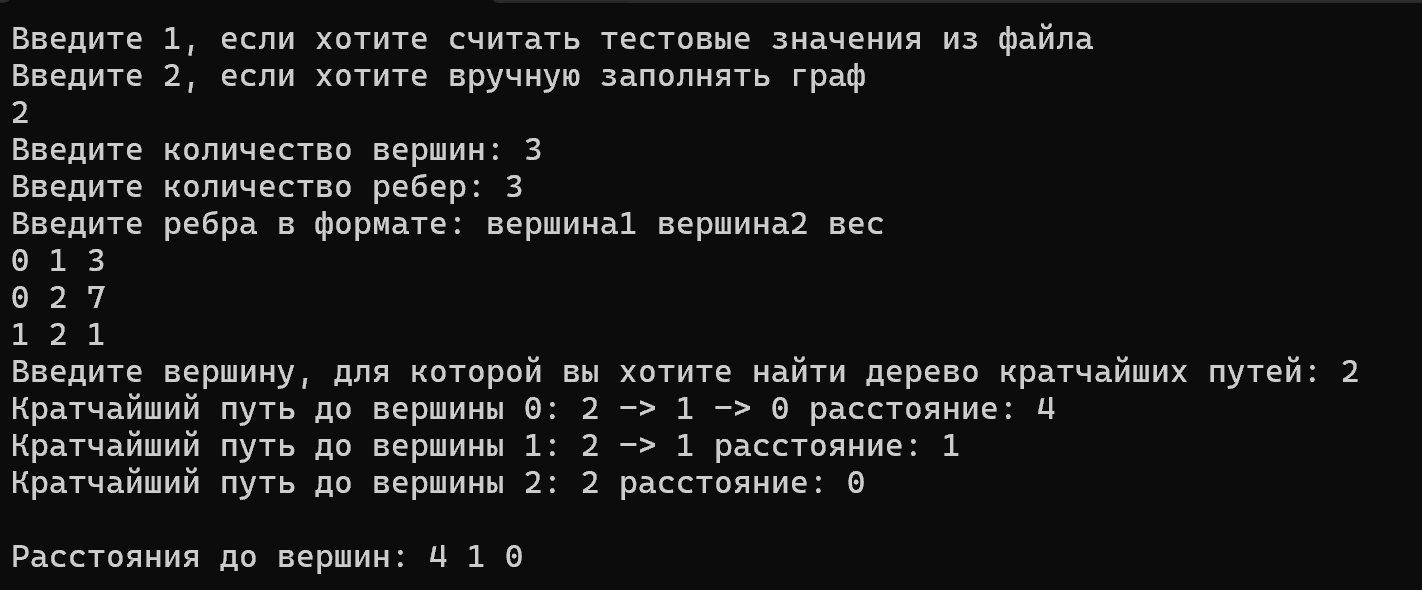 Введите 1, если хотите считать тестовые значения из файла
Введите 2, если хотите вручную заполнять граф
2
Введите количество вершин: 3
Введите количество ребер: 3
Введите ребра в формате: вершина1 вершина2 вес
0 1 3
0 2 7
1 2 1
Введите вершину, для которой вы хотите найти дерево кратчайших путей: 2
Кратчайший путь до вершины 0: 2 -> 1 -> 0 расстояние: 4
Кратчайший путь до вершины 1: 2 -> 1 расстояние: 1
Кратчайший путь до вершины 2: 2 расстояние: 0
Расстояния до вершин: 4 1 0